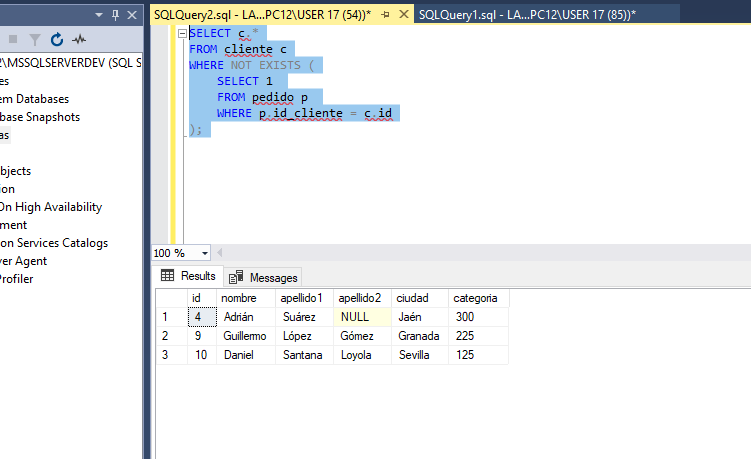 SQLQuery2.sql - LA...PC12\USER 17 (54))*
SQLQuery1.sql - LA...PC12\USER 17 (85))*
\MSSQLSERVERDEV (SQL S
es
em Databases
base Snapshots
as
bjects
ion
On High Availability
ment
on Services Catalogs
ver Agent
Profiler
SELECT c.*
FROM cliente c
WHERE NOT EXISTS (
SELECT 1
FROM pedido p
WHERE p.id_cliente = c.id
);
100 %
Results Messages
id nombre apellido1 apellido2 ciudad categoria
1 4 Adrián Suárez NULL Jaén 300
2 9 Guillermo López Gómez Granada 225
3 10 Daniel Santana Loyola Sevilla 125